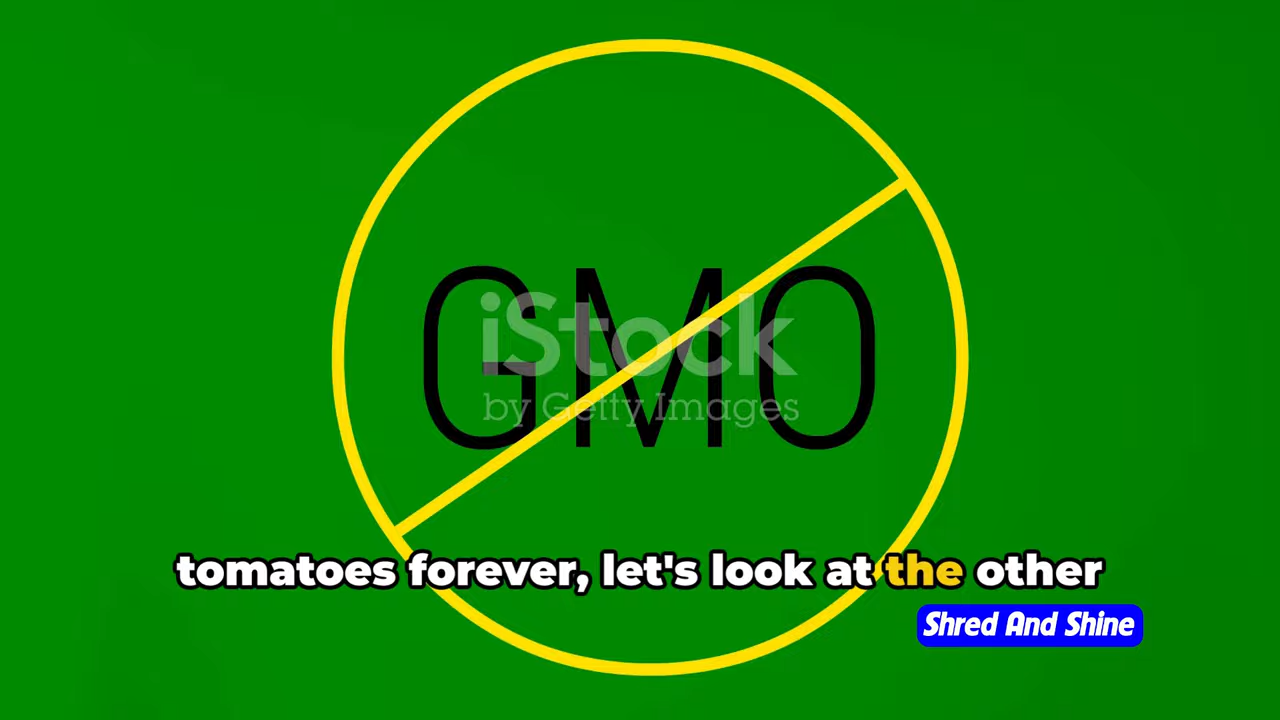 GMO
iStock
by Getty Images
tomatoes forever, let's look at the other
Shred And Shine